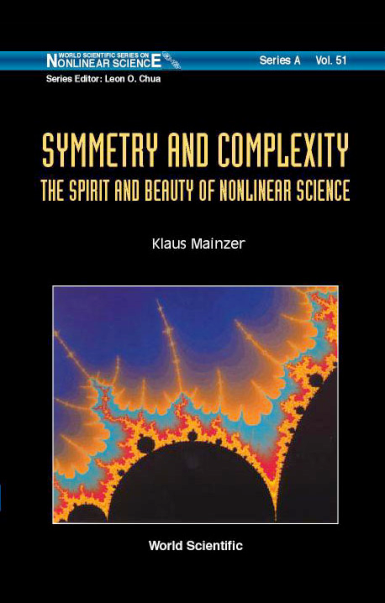 WORLD SCIENTIFIC SERIES ON
NONLINEAR SCIENCE
Series A Vol. 51
Series Editor: Leon O. Chua
SYMMETRY AND COMPLEXITY
THE SPIRIT AND BEAUTY OF NONLINEAR SCIENCE
Klaus Mainzer
World Scientific